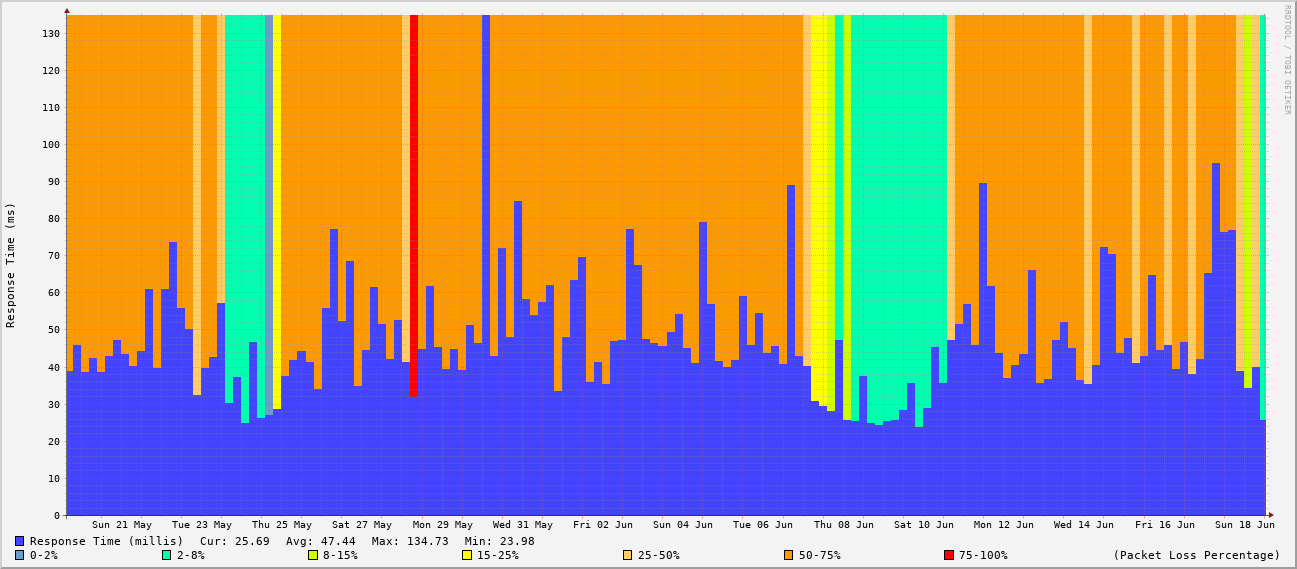 RRDTOOL / TOBI OETIKER
Response Time (ms)
130
120
110
100
90
80
70
60
50
40
30
20
10
0
Sun 21 May Tue 23 May Thu 25 May Sat 27 May Mon 29 May Wed 31 May Fri 02 Jun Sun 04 Jun Tue 06 Jun Thu 08 Jun Sat 10 Jun Mon 12 Jun Wed 14 Jun Fri 16 Jun Sun 18 Jun
Response Time (millis) Cur: 25.69 Avg: 47.44 Max: 134.73 Min: 23.98
0-2% 2-8% 8-15% 15-25% 25-50% 50-75% 75-100% (Packet Loss Percentage)